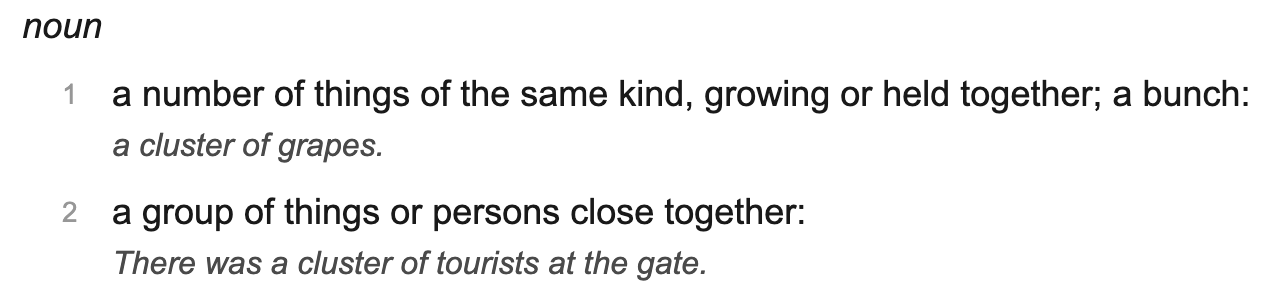 noun
1 a number of things of the same kind, growing or held together; a bunch:
a cluster of grapes.
2 a group of things or persons close together:
There was a cluster of tourists at the gate.